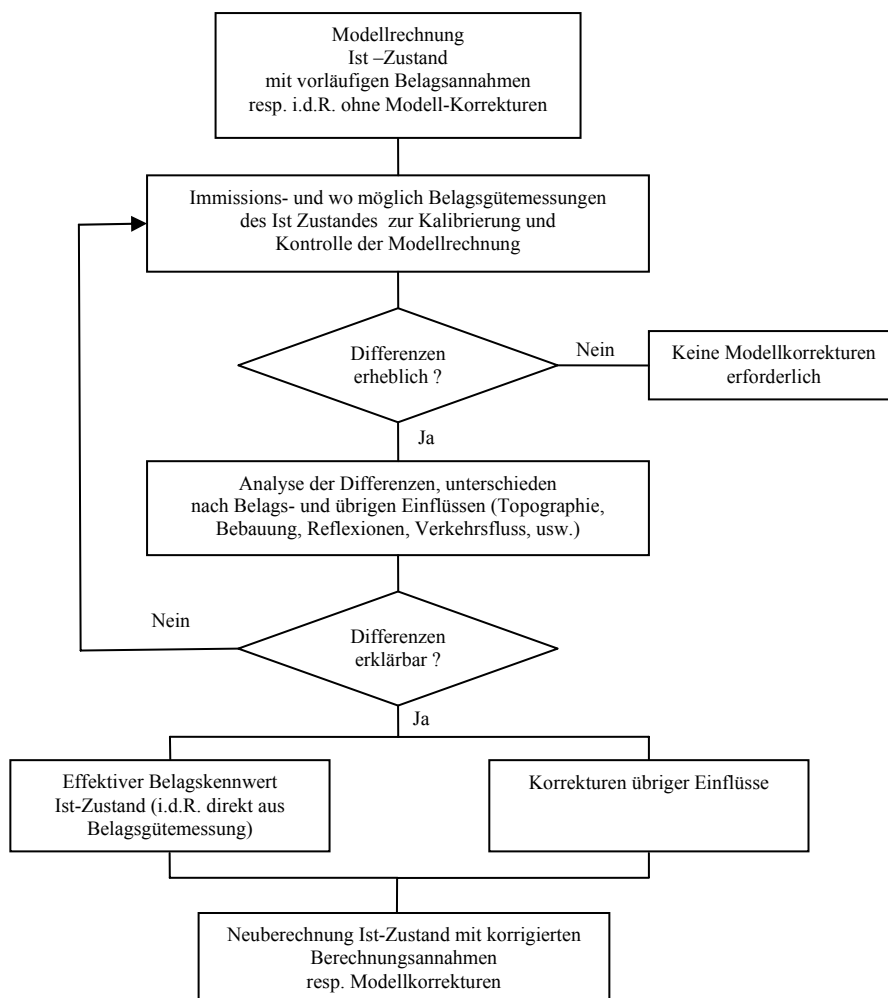 Modellrechnung
Ist –Zustand
mit vorläufigen Belagsannahmen
resp. i.d.R. ohne Modell-Korrekturen
Immissions- und wo möglich Belagsgütemessungen
des Ist Zustandes zur Kalibrierung und
Kontrolle der Modellrechnung
Differenzen
erheblich ?
Nein
Keine Modellkorrekturen
erforderlich
Ja
Analyse der Differenzen, unterschieden
nach Belags- und übrigen Einflüssen (Topographie,
Bebauung, Reflexionen, Verkehrsfluss, usw.)
Nein
Differenzen
erklärbar ?
Ja
Effektiver Belagskennwert
Ist-Zustand (i.d.R. direkt aus
Belagsgütemessung)
Korrekturen übriger Einflüsse
Neuberechnung Ist-Zustand mit korrigierten
Berechnungsannahmen
resp. Modellkorrekturen